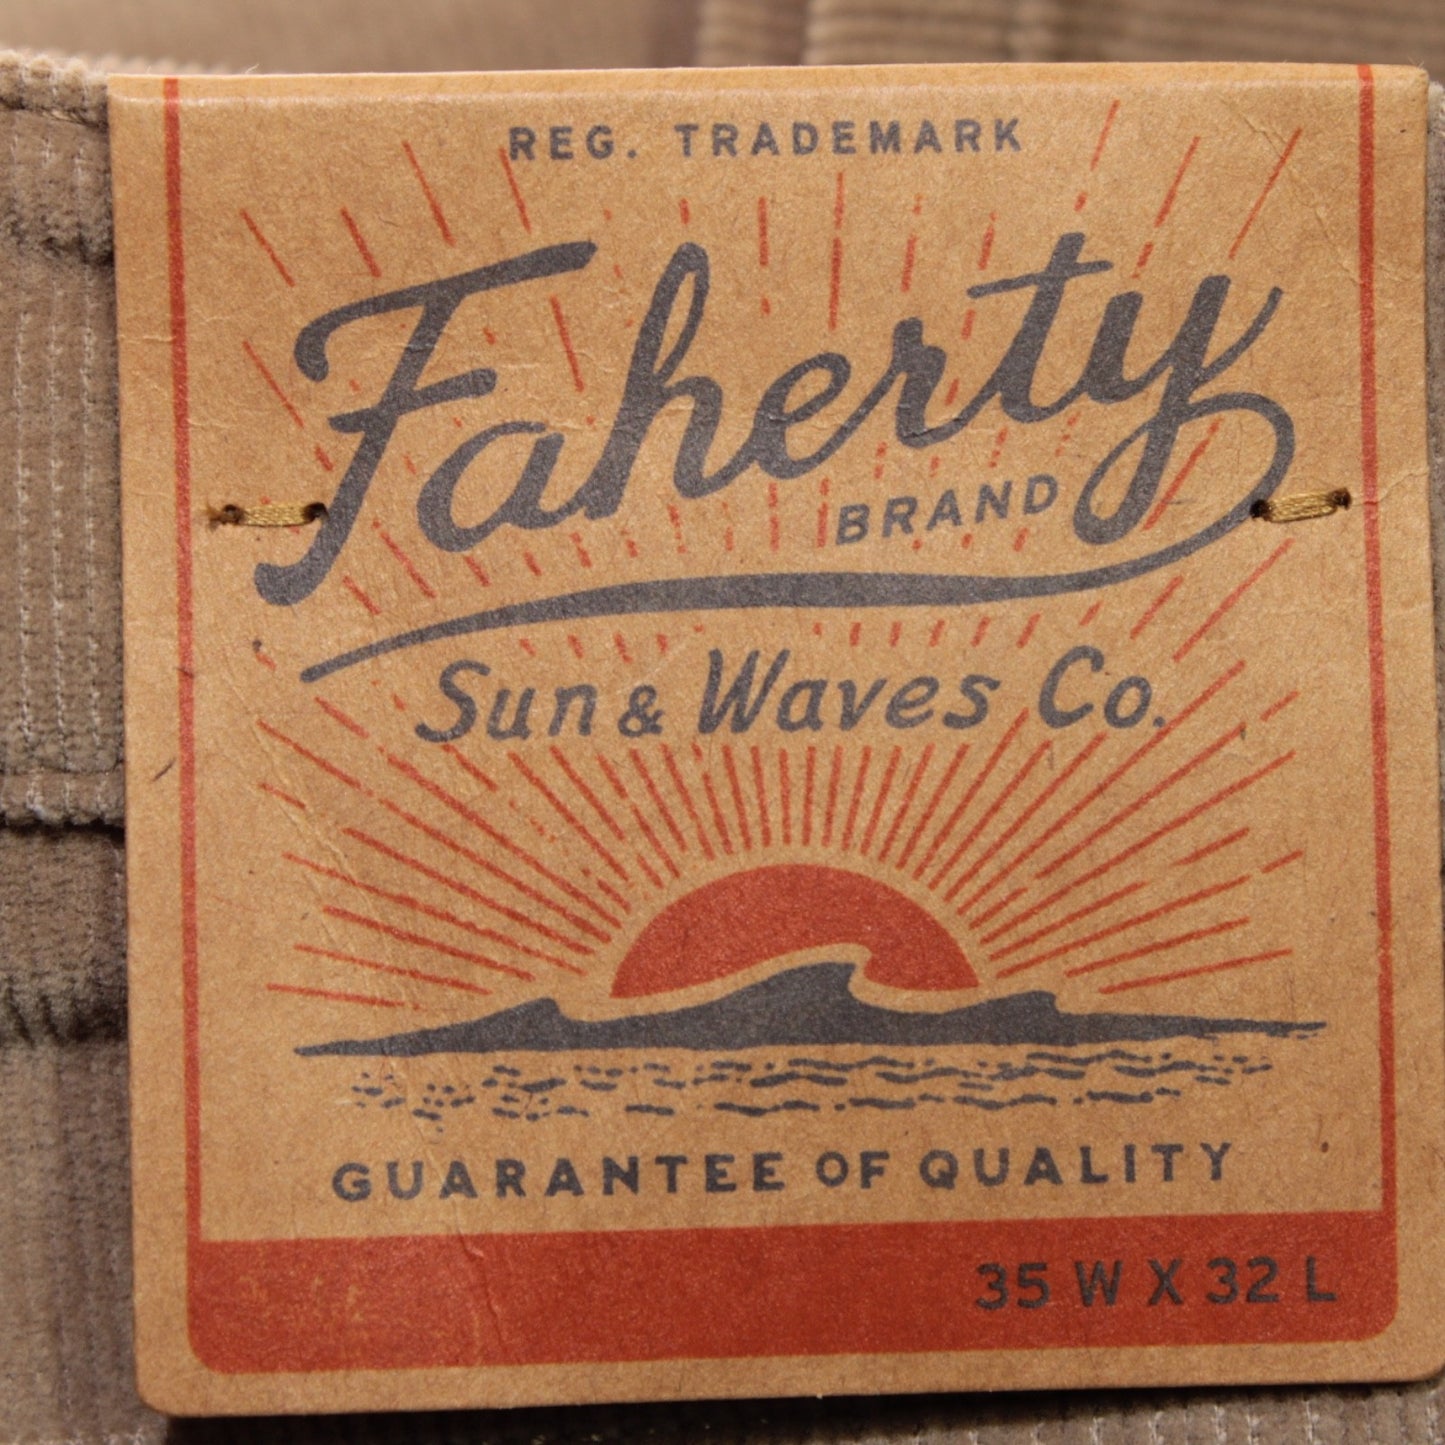 REG. TRADEMARK
Faherty
BRAND
Sun & Waves Co.
GUARANTEE OF QUALITY
35 W X 32 L